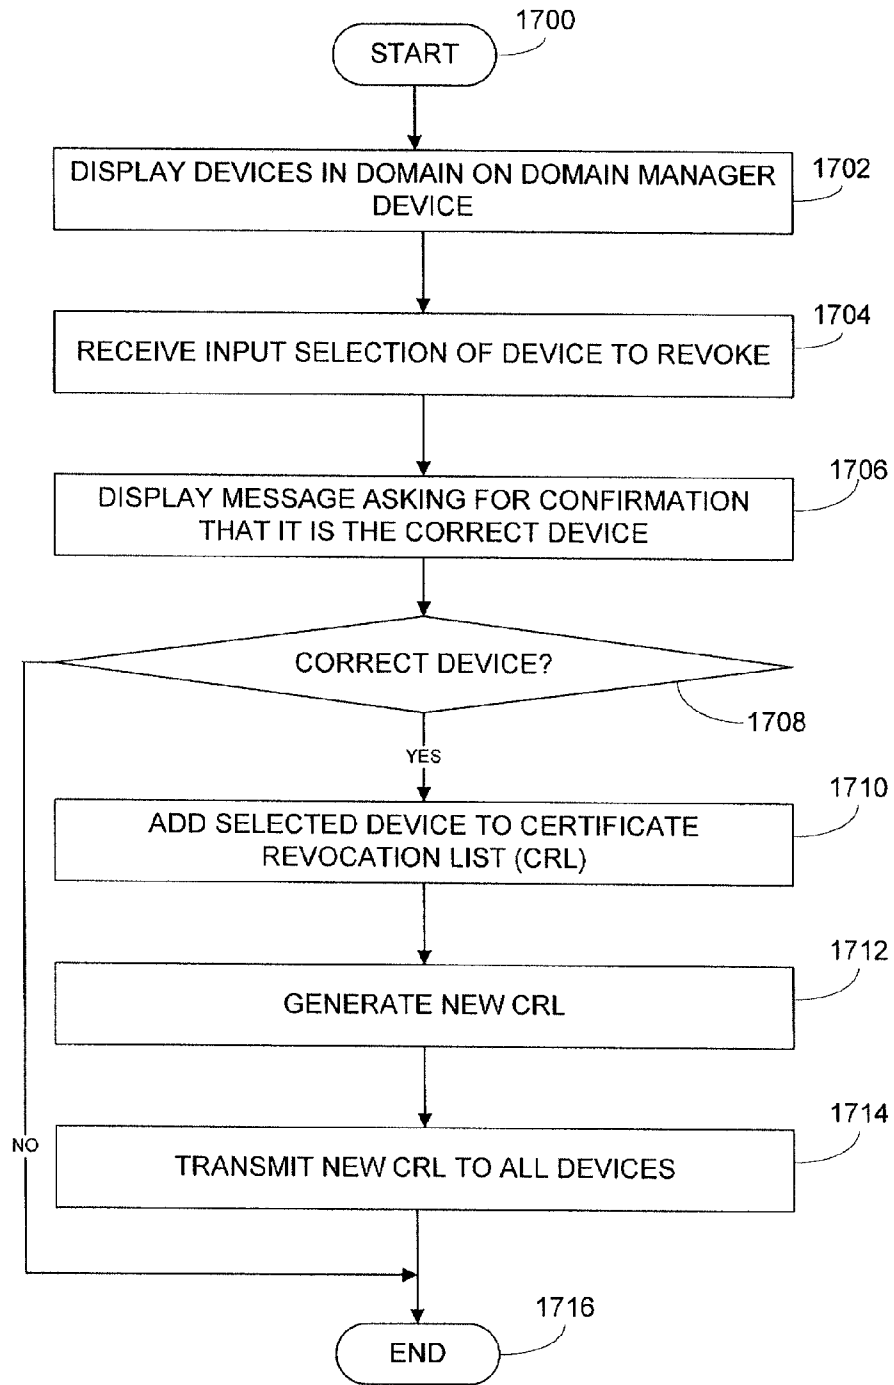 1700
START
DISPLAY DEVICES IN DOMAIN ON DOMAIN MANAGER
DEVICE
1702
1704
RECEIVE INPUT SELECTION OF DEVICE TO REVOKE
1706
DISPLAY MESSAGE ASKING FOR CONFIRMATION
THAT IT IS THE CORRECT DEVICE
CORRECT DEVICE?
1708
YES
1710
ADD SELECTED DEVICE TO CERTIFICATE
REVOCATION LIST (CRL)
1712
GENERATE NEW CRL
1714
NO
TRANSMIT NEW CRL TO ALL DEVICES
1716
END